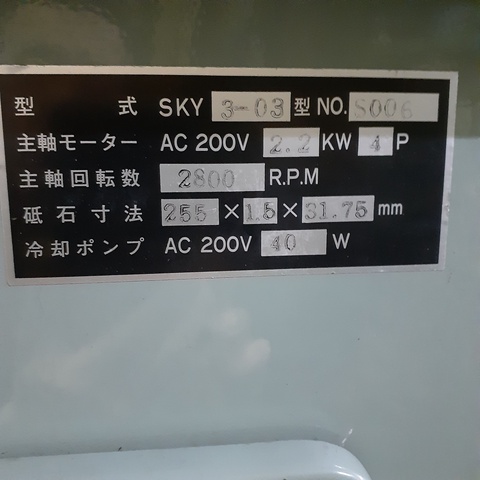 型 式 SKY 3-03 型 NO. S006
主軸モーター AC 200V 2.2 KW 4 P
主軸回転数 2800 R.P.M
砥石寸法 255 × 1.5 × 31.75 mm
冷却ポンプ AC 200V 40 W